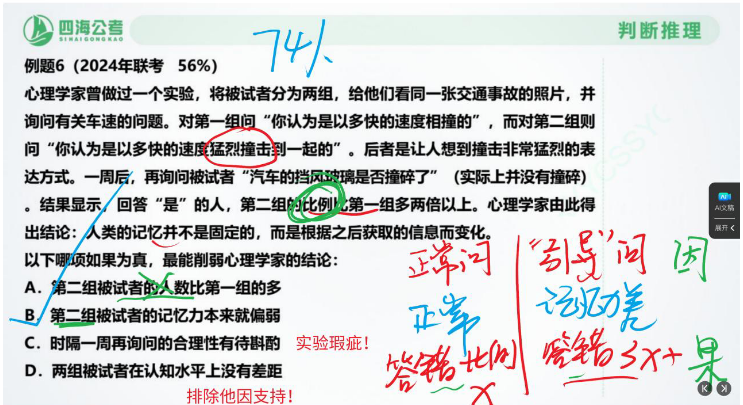 四海公考
SIHAIGONGKAO
判断推理
74人
例题6（2024年联考 56%）
心理学家曾做过一个实验，将被试者分为两组，给他们看同一张交通事故的照片，并
询问有关车速的问题。对第一组问“你认为是以多快的速度相撞的”，而对第二组则
问“你认为是以多快的速度猛烈撞击到一起的”。后者是让人想到撞击非常猛烈的表
达方式。一周后，再询问被试者“汽车的挡风玻璃是否撞碎了”（实际上并没有撞碎）
。结果显示，回答“是”的人，第二组的比例比第一组多两倍以上。心理学家由此得
出结论：人类的记忆并不是固定的，而是根据之后获取的信息而变化。
以下哪项如果为真，最能削弱心理学家的结论：
A．第二组被试者的人数比第一组的多
B．第二组被试者的记忆力本来就偏弱
C．时隔一周再询问的合理性有待斟酌
实验瑕疵！
D．两组被试者在认知水平上没有差距
排除他因支持！
正常问
“引导”问
因
正常
记忆力差
答错比例
x
答错3x+
果
AI文稿
展开